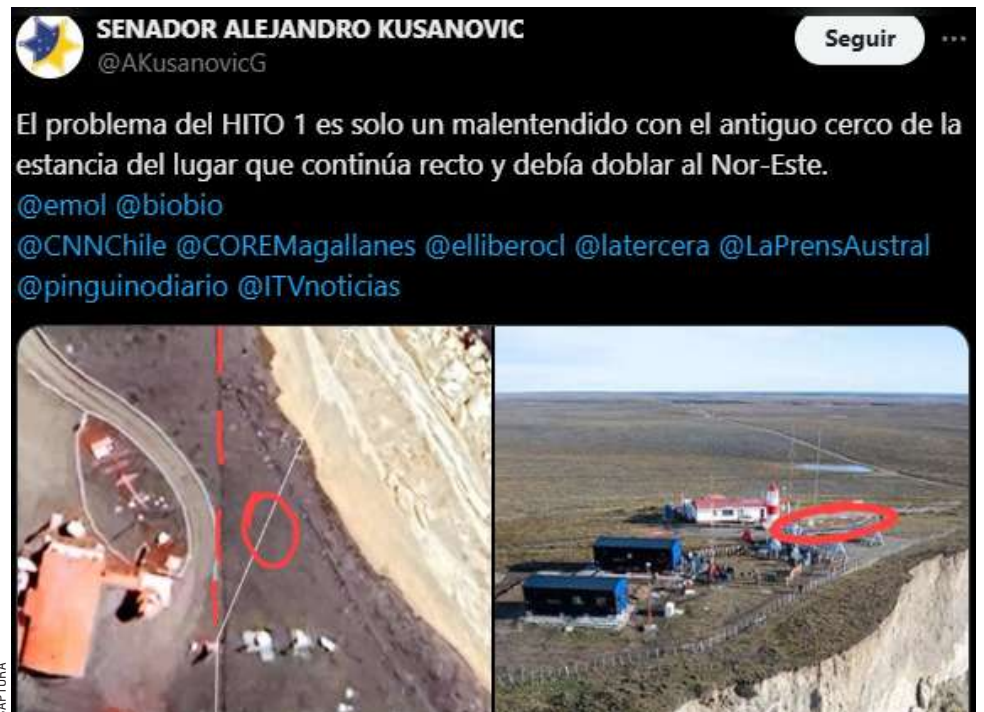 SENADOR ALEJANDRO KUSANOVIC
@AKusanovicG
Seguir
El problema del HITO 1 es solo un malentendido con el antiguo cerco de la
estancia del lugar que continúa recto y debía doblar al Nor-Este.
@emol @biobio
@CNNChile @COREMagallanes @elliberocl @latercera @LaPrensAustral
@pinguinodiario @ITVnoticias